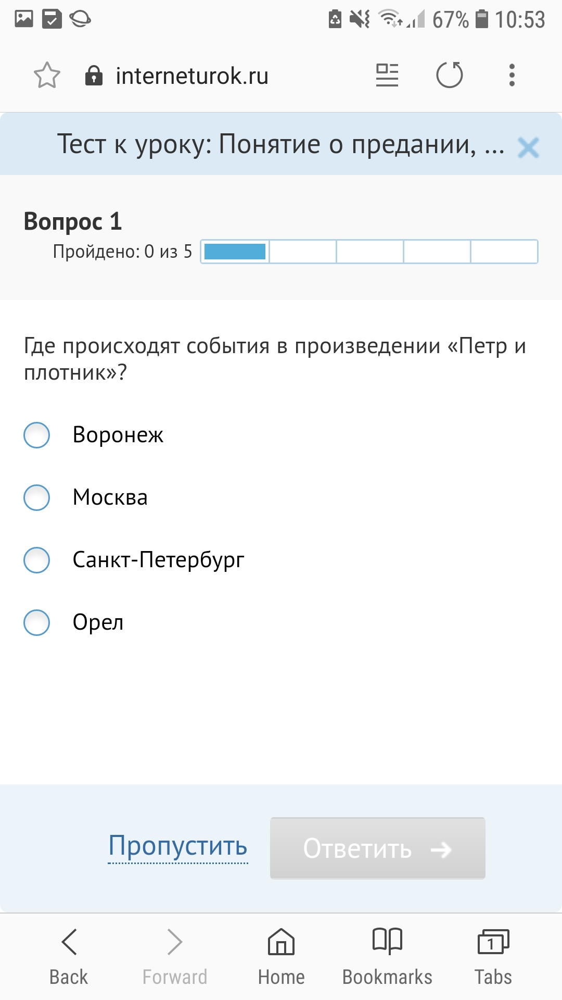 67% 10:53
interneturok.ru
Тест к уроку: Понятие о предании, ...
Вопрос 1
Пройдено: 0 из 5
Где происходят события в произведении «Петр и
плотник»?
Воронеж
Москва
Санкт-Петербург
Орел
Пропустить
Ответить
Back
Forward
Home
Bookmarks
1
Tabs